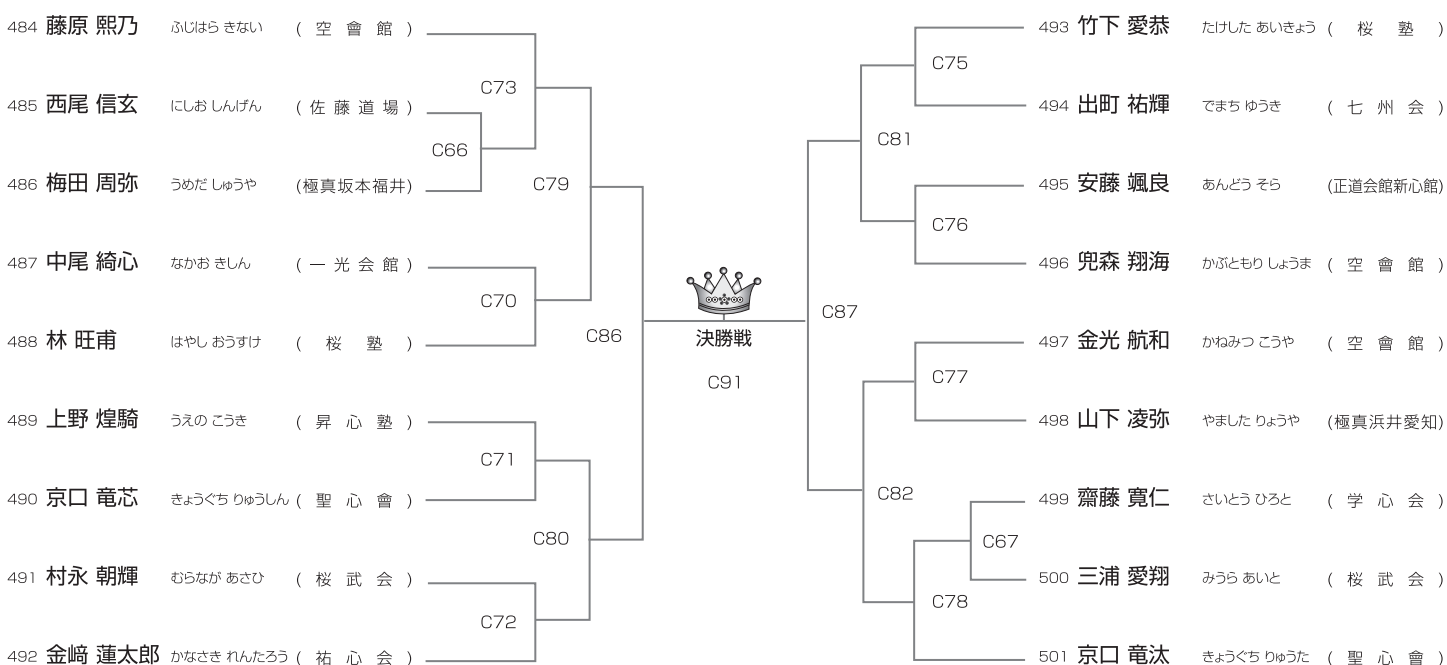 484 藤原 熙乃 ふじはら きない ( 空 會 館 )
485 西尾 信玄 にしお しんげん ( 佐 藤 道 場 )
486 梅田 周弥 うめだ しゅうや (極真坂本福井)
487 中尾 綺心 なかお きしん ( 一 光 会 館 )
488 林 旺甫 はやし おうすけ ( 桜 塾 )
489 上野 煌騎 うえの こうき ( 昇 心 塾 )
490 京口 竜芯 きょうぐち りゅうしん ( 聖 心 會 )
491 村永 朝輝 むらなが あさひ ( 桜 武 会 )
492 金﨑 蓮太郎 かなさき れんたろう ( 祐 心 会 )
C73
C66
C79
C70
C86
C71
C80
C72
決勝戦
C91
C75
C81
C76
C87
C77
C82
C67
C78
493 竹下 愛恭 たけした あいきょう ( 桜 塾 )
494 出町 祐輝 でまち ゆうき ( 七 州 会 )
495 安藤 颯良 あんどう そら (正道会館新心館)
496 兜森 翔海 かぶともり しょうま ( 空 會 館 )
497 金光 航和 かねみつ こうや ( 空 會 館 )
498 山下 凌弥 やました りょうや (極真浜井愛知)
499 齋藤 寛仁 さいとう ひろと ( 学 心 会 )
500 三浦 愛翔 みうら あいと ( 桜 武 会 )
501 京口 竜汰 きょうぐち りゅうた ( 聖 心 會 )